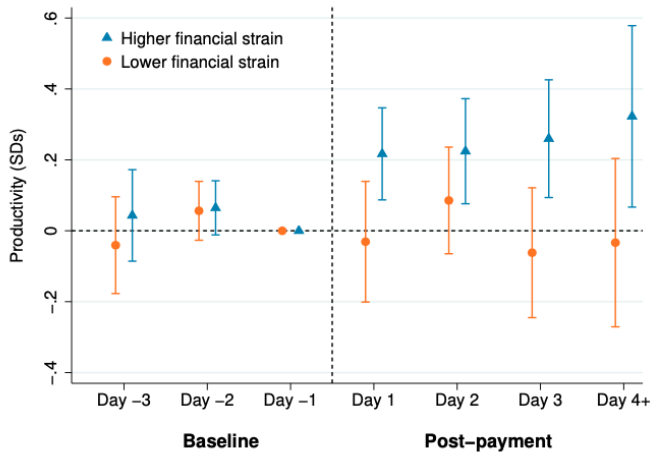 Productivity (SDs)
.6
.4
.2
0
−.2
−.4
Higher financial strain
Lower financial strain
Day −3 Day −2 Day −1 Day 1 Day 2 Day 3 Day 4+
Baseline Post−payment